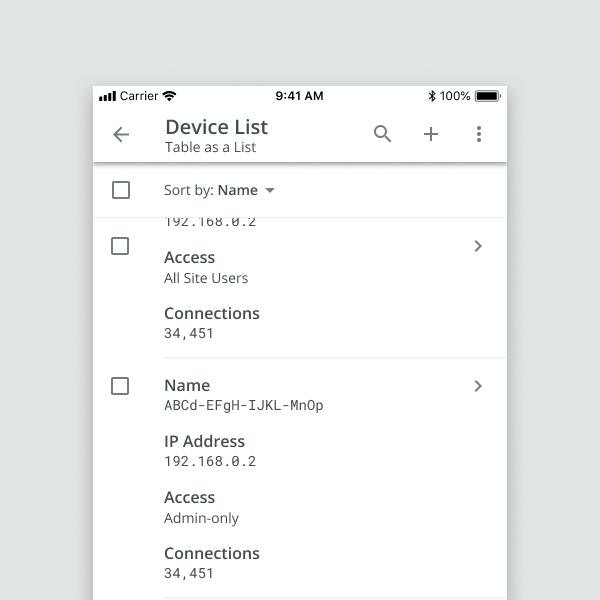 Carrier 9:41 AM 100%
Device List
Table as a List
Sort by: Name
192.168.0.2
Access
All Site Users
Connections
34,451
Name
ABCd-EFgH-IJKL-MnOp
IP Address
192.168.0.2
Access
Admin-only
Connections
34,451